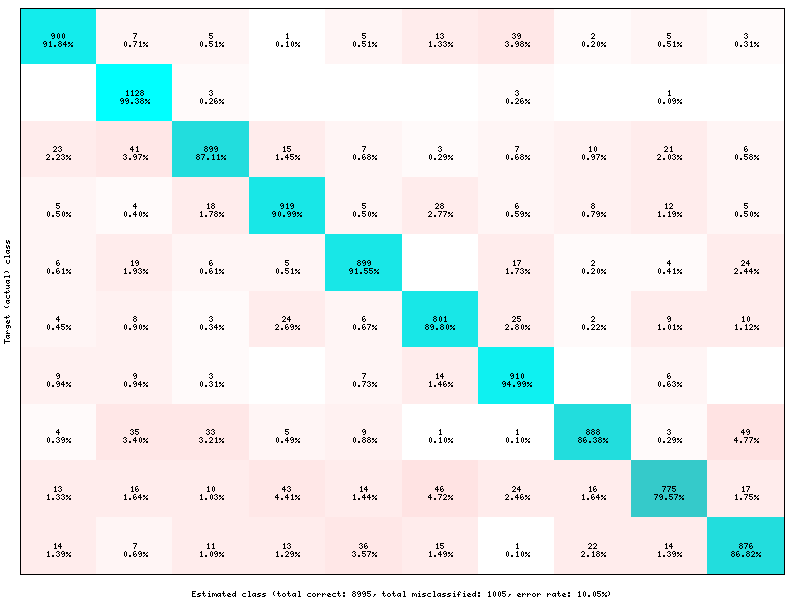 900 7 5 1 5 13 39 2 5 3
91.84% 0.71% 0.51% 0.10% 0.51% 1.33% 3.98% 0.20% 0.51% 0.31%
1128 3 3 1
99.38% 0.26% 0.26% 0.09%
23 41 899 15 7 3 7 10 21 6
2.23% 3.97% 87.11% 1.45% 0.68% 0.29% 0.68% 0.97% 2.03% 0.58%
5 4 18 919 5 28 6 8 12 5
0.50% 0.40% 1.78% 90.99% 0.50% 2.77% 0.59% 0.79% 1.19% 0.50%
6 19 6 5 899 17 2 4 24
0.61% 1.93% 0.61% 0.51% 91.55% 1.73% 0.20% 0.41% 2.44%
4 8 3 24 6 801 25 2 9 10
0.45% 0.90% 0.34% 2.69% 0.67% 89.80% 2.80% 0.22% 1.01% 1.12%
9 9 3 7 14 910 6
0.94% 0.94% 0.31% 0.73% 1.46% 94.99% 0.63%
4 35 33 5 9 1 1 888 3 49
0.39% 3.40% 3.21% 0.49% 0.88% 0.10% 0.10% 86.38% 0.29% 4.77%
13 16 10 43 14 46 24 16 775 17
1.33% 1.64% 1.03% 4.41% 1.44% 4.72% 2.46% 1.64% 79.57% 1.75%
14 7 11 13 36 15 1 22 14 876
1.39% 0.69% 1.09% 1.29% 3.57% 1.49% 0.10% 2.18% 1.39% 86.82%
Target (actual) class
Estimated class (total correct: 8995, total misclassified: 1005, error rate: 10.05%)